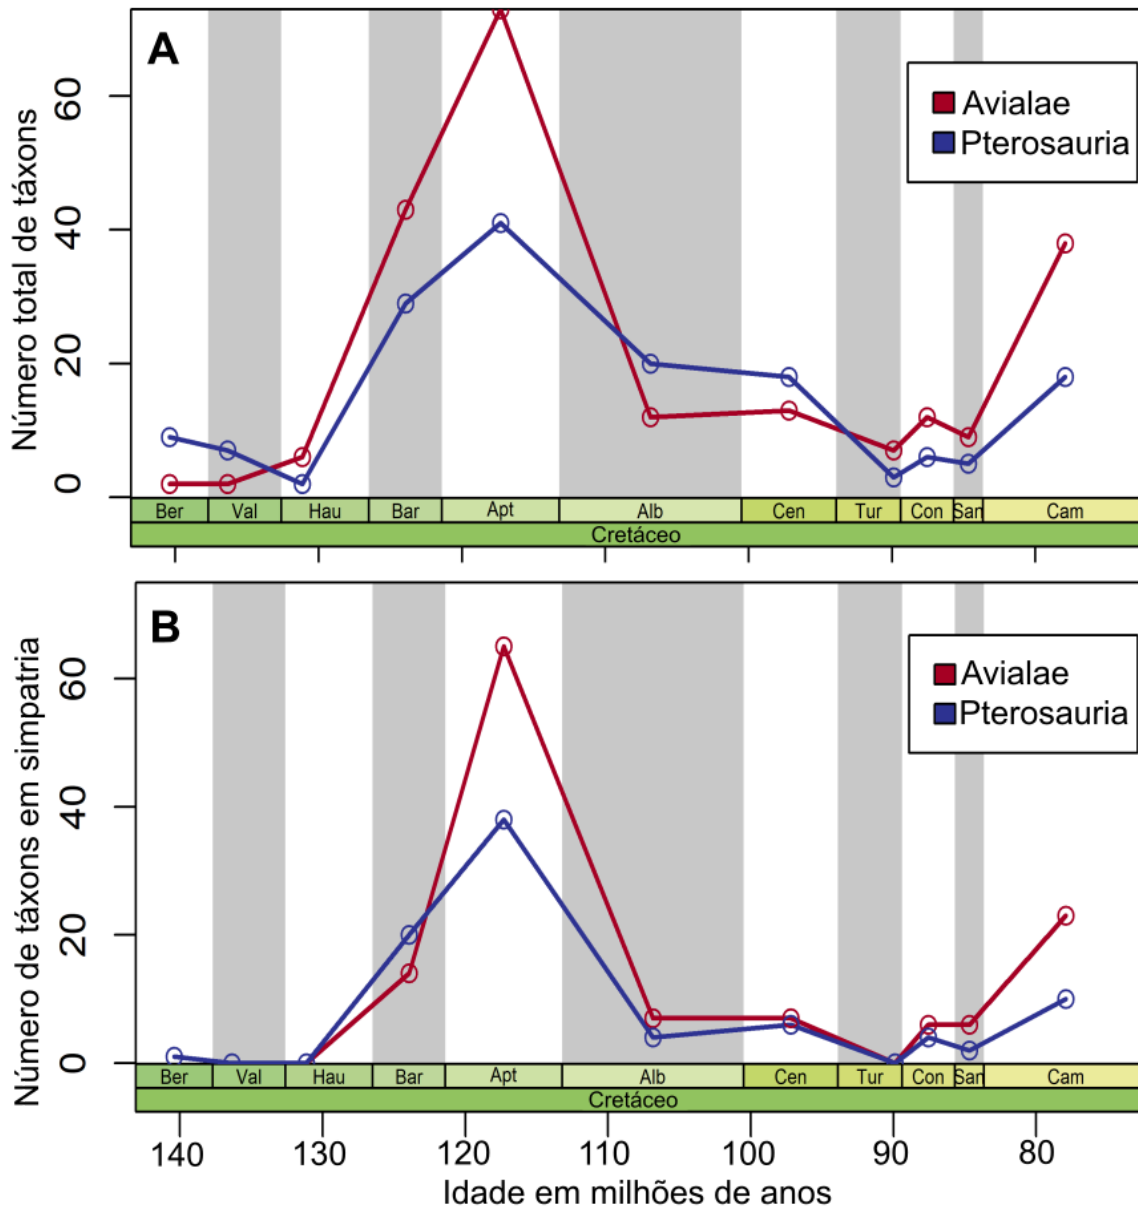 A
Avialae
Pterosauria
Número total de táxons
60
40
20
0
Ber Val Hau Bar Apt Alb Cen Tur Con San Cam
Cretáceo
B
Avialae
Pterosauria
Número de táxons em simpatria
60
40
20
0
Ber Val Hau Bar Apt Alb Cen Tur Con San Cam
Cretáceo
140 130 120 110 100 90 80
Idade em milhões de anos